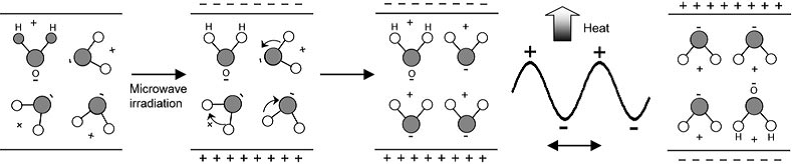 H + H
O
-
+
-
+
-
+
-
Microwave
irradiation
- - - - - - - -
H + H
O
-
+
-
+
-
-
+ + + + + + + +
- - - - - - - -
H + H
O
-
+
-
+
-
+
-
+ + + + + + + +
Heat
+ +
- -
+ + + + + + + +
-
+
-
+
-
+
-
O
H + H
- - - - - - - -